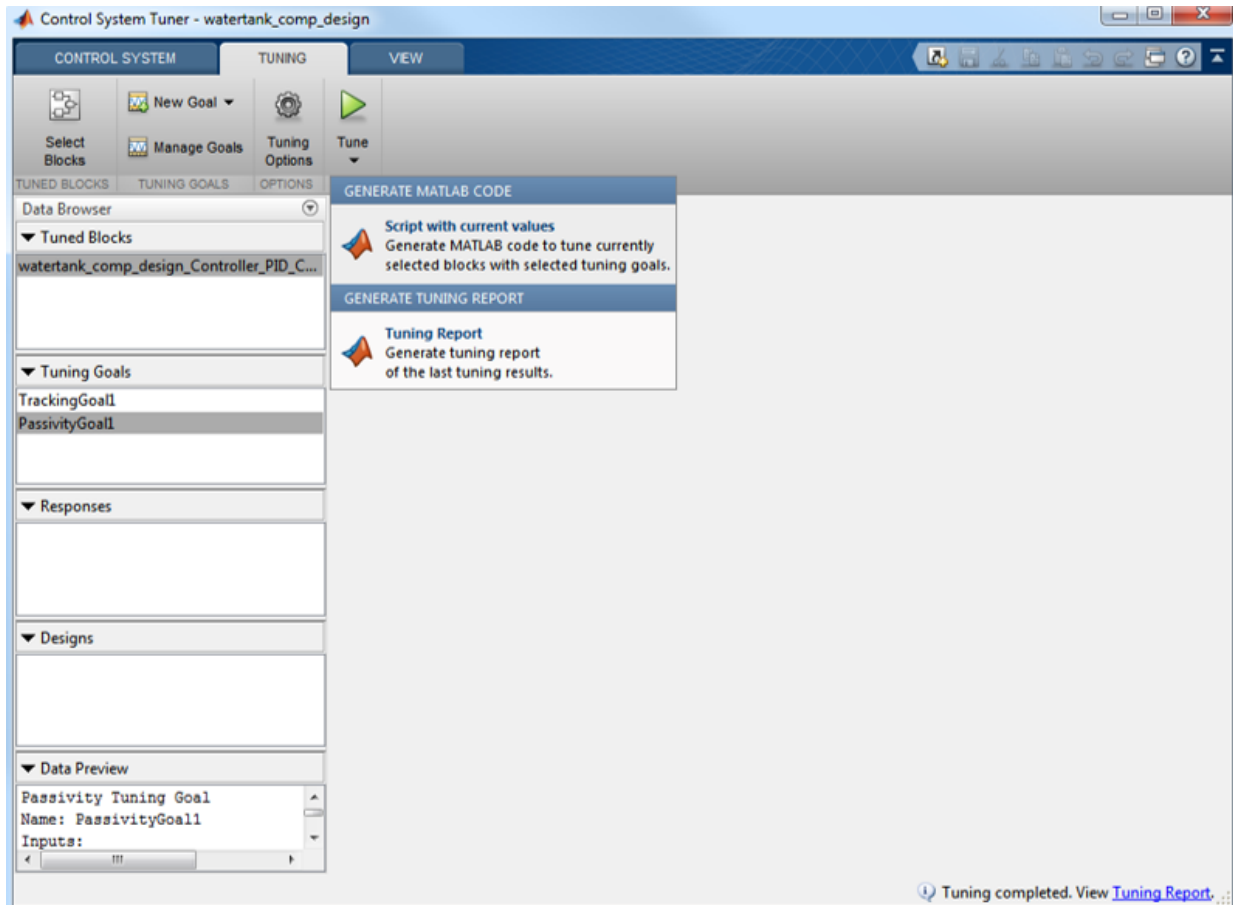 Control System Tuner - watertank_comp_design
CONTROL SYSTEM
TUNING
VIEW
New Goal
Select
Blocks
Manage Goals
Tuning
Options
Tune
TUNED BLOCKS
TUNING GOALS
OPTIONS
GENERATE MATLAB CODE
Script with current values
Generate MATLAB code to tune currently
selected blocks with selected tuning goals.
GENERATE TUNING REPORT
Tuning Report
Generate tuning report
of the last tuning results.
Data Browser
Tuned Blocks
watertank_comp_design_Controller_PID_C...
Tuning Goals
TrackingGoal1
PassivityGoal1
Responses
Designs
Data Preview
Passivity Tuning Goal
Name: PassivityGoal1
Inputs:
Tuning completed. View Tuning Report.